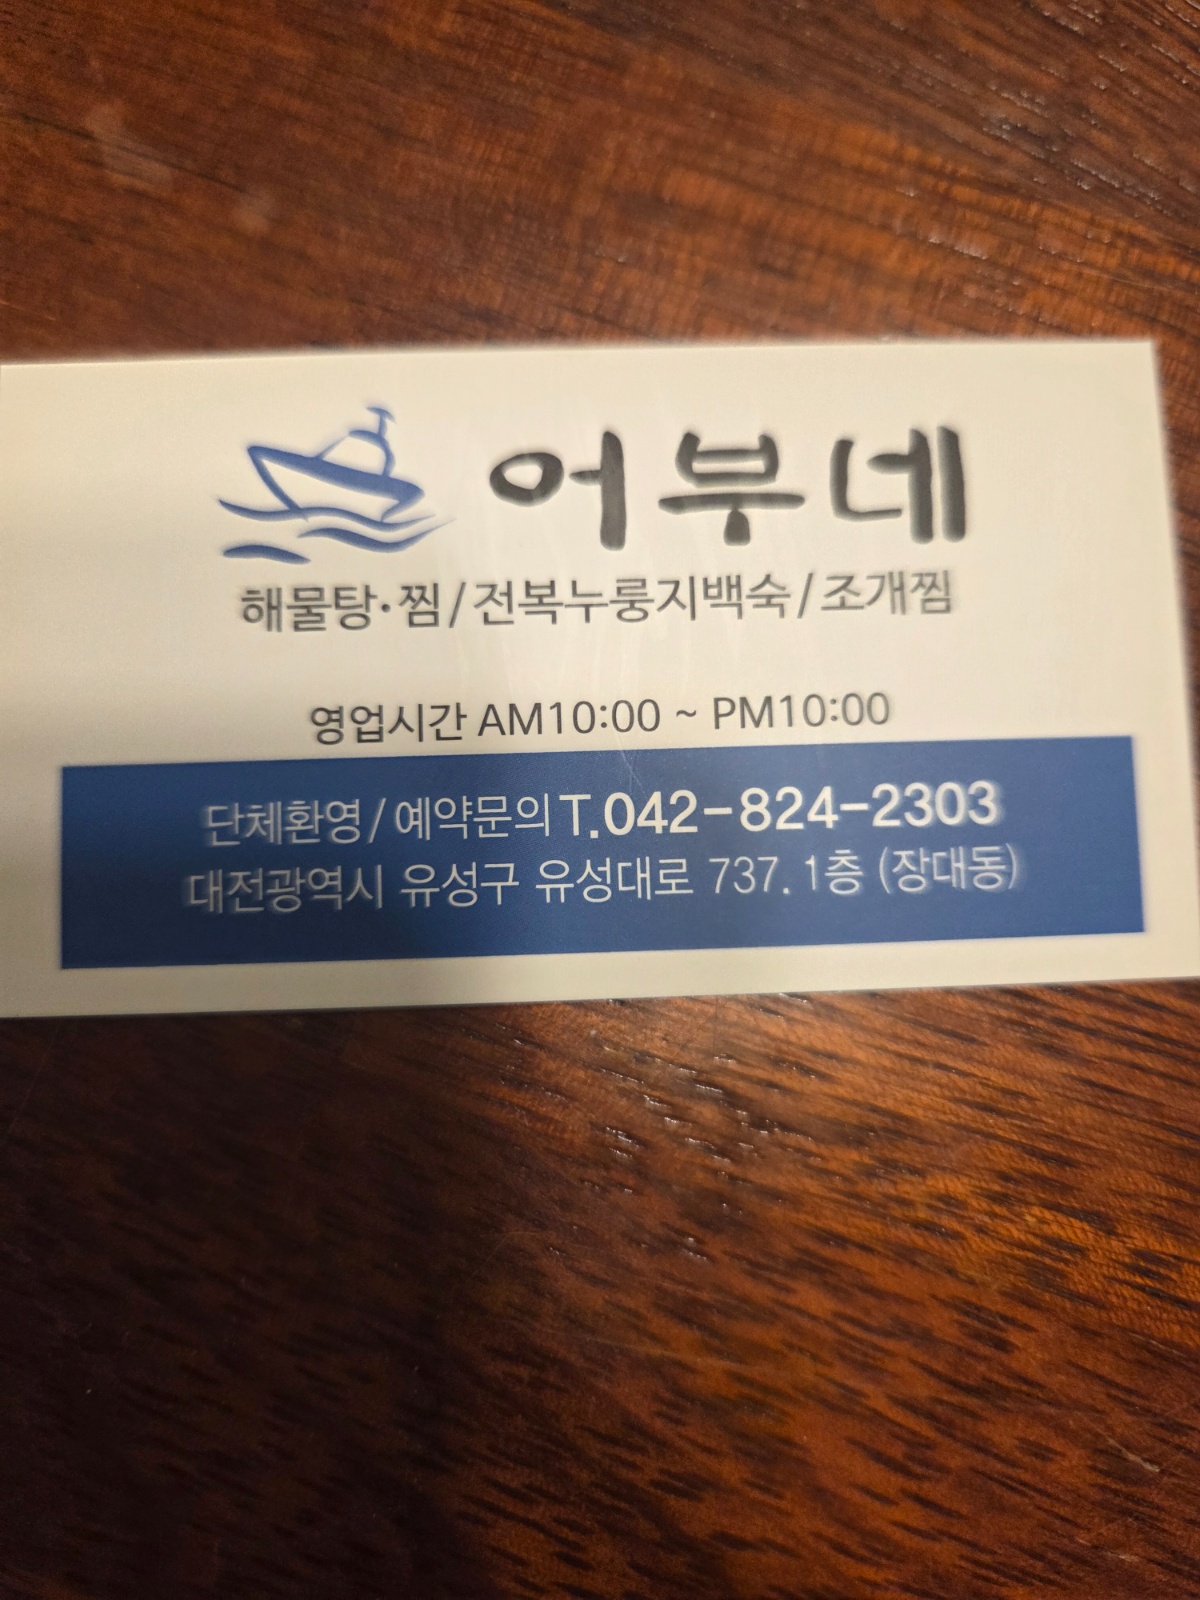 어부네
해물탕·찜/전복누룽지백숙/조개찜
영업시간 AM10:00 ~ PM10:00
단체환영/예약문의 T.042-824-2303
대전광역시 유성구 유성대로 737. 1층 (장대동)